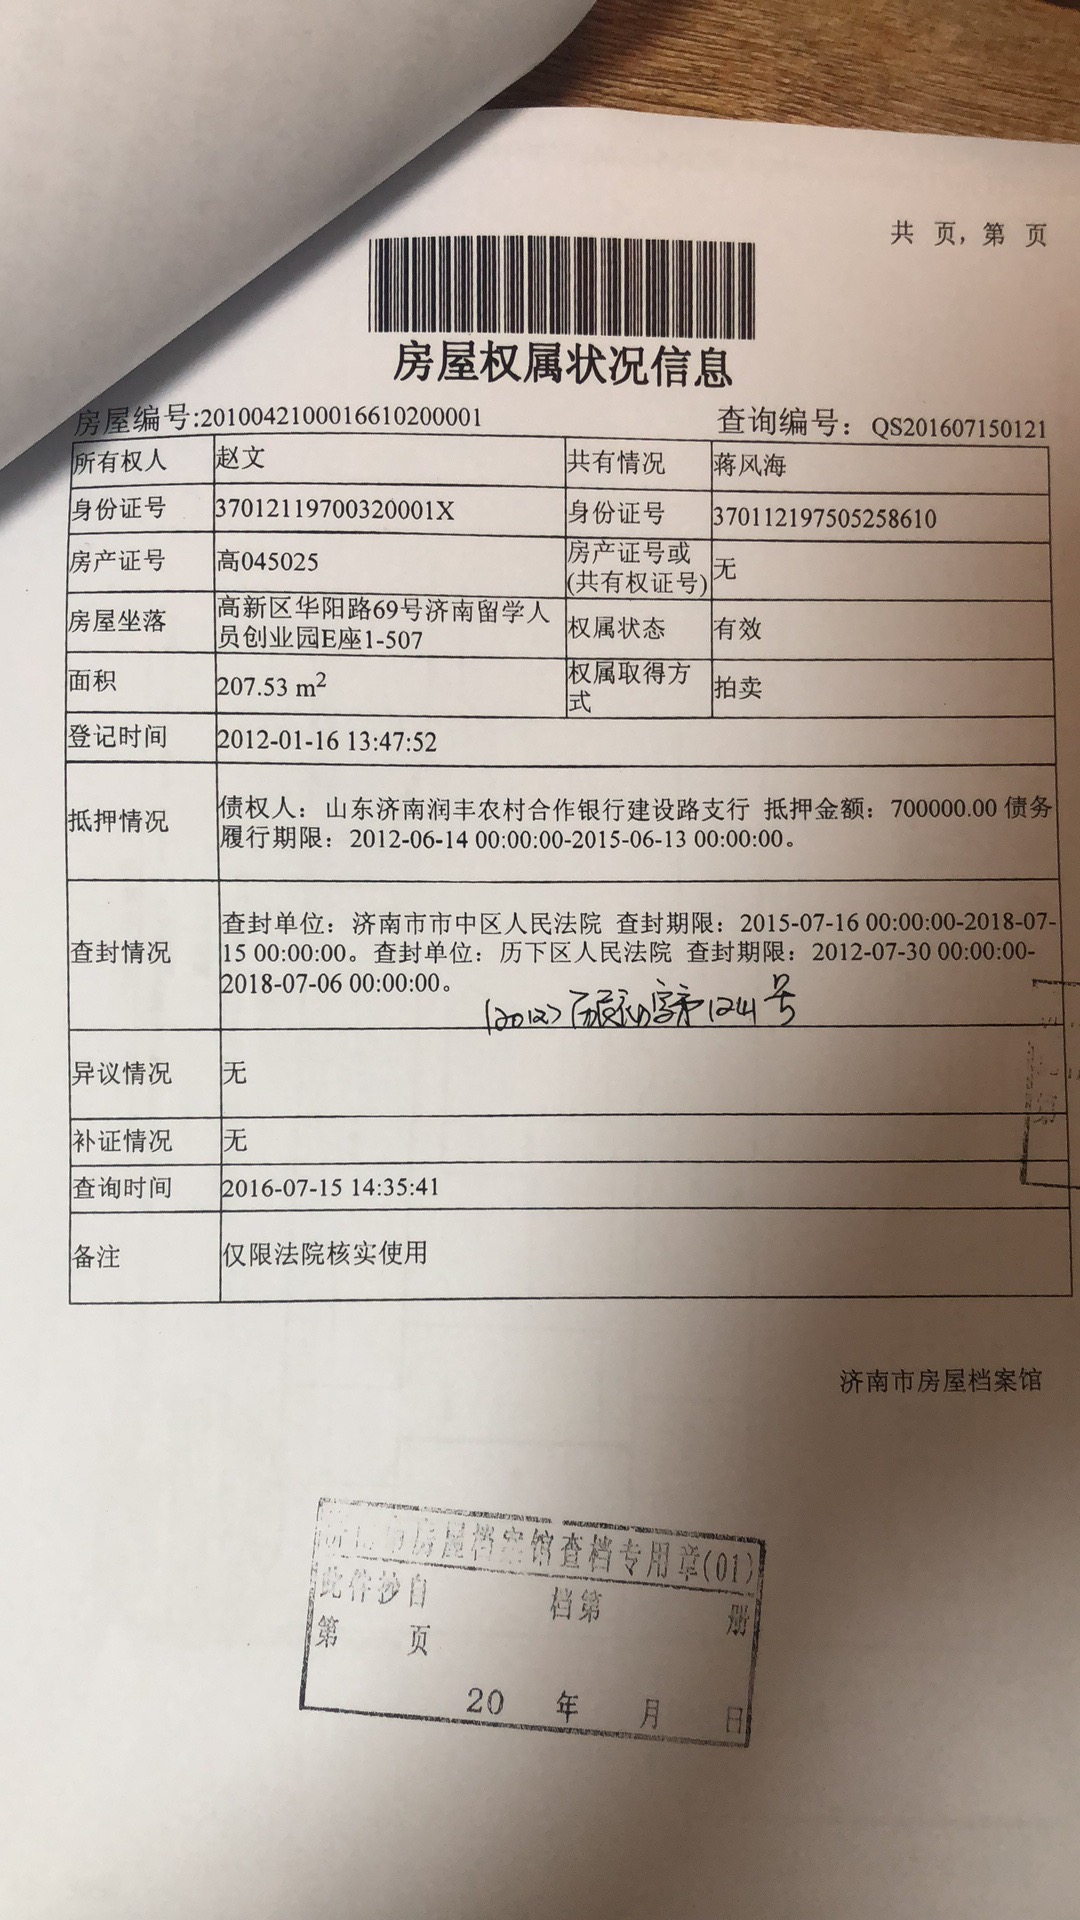 共 页，第 页
房屋权属状况信息
房屋编号:2010042100016610200001 查询编号： QS201607150121
所有权人 赵文 共有情况 蒋风海
身份证号 37012119700320001X 身份证号 370112197505258610
房产证号 高045025 房产证号或
(共有权证号) 无
房屋坐落 高新区华阳路69号济南留学人
员创业园E座1-507 权属状态 有效
面积 207.53 m² 权属取得方
式 拍卖
登记时间 2012-01-16 13:47:52
抵押情况 债权人： 山东济南润丰农村合作银行建设路支行 抵押金额：700000.00 债务
履行期限：2012-06-14 00:00:00-2015-06-13 00:00:00。
查封情况 查封单位：济南市市中区人民法院 查封期限：2015-07-16 00:00:00-2018-07-
15 00:00:00。查封单位：历下区人民法院 查封期限：2012-07-30 00:00:00-
2018-07-06 00:00:00。
异议情况 无
补证情况 无
查询时间 2016-07-15 14:35:41
备注 仅限法院核实使用
济南市房屋档案馆
济南市房屋档案馆查档专用章(01)
此件抄自 档第 册
第 页
20 年 月 日